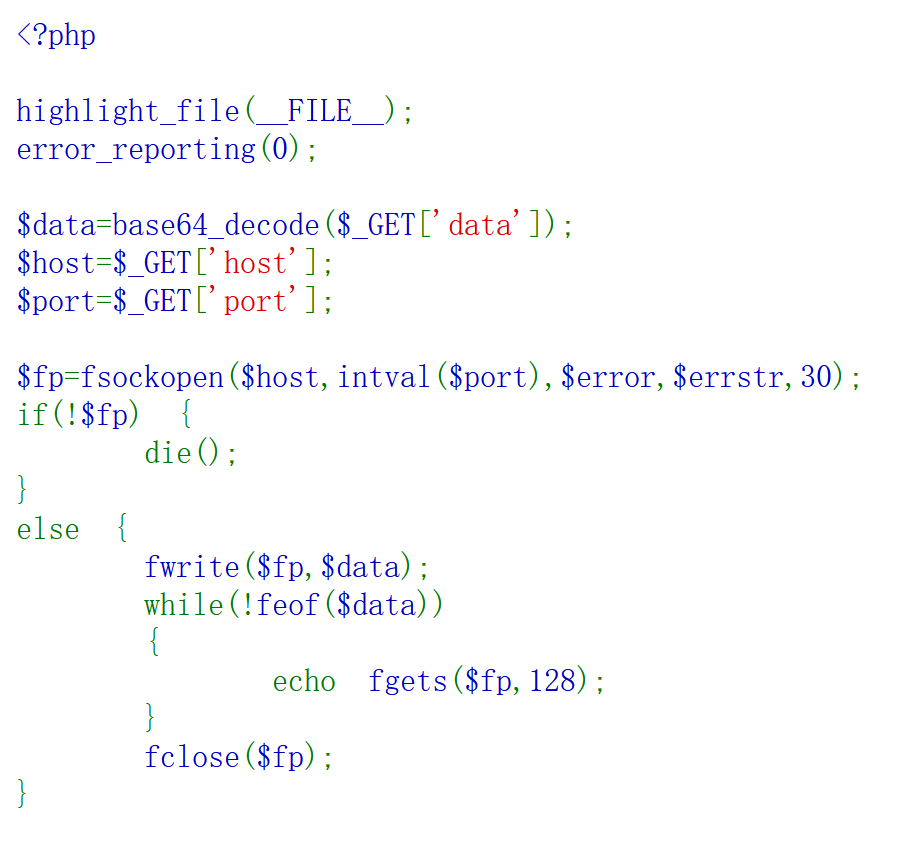 <?php
highlight_file(__FILE__);
error_reporting(0);
$data=base64_decode($_GET['data']);
$host=$_GET['host'];
$port=$_GET['port'];
$fp=fsockopen($host,intval($port),$error,$errstr,30);
if(!$fp) {
die();
}
else {
fwrite($fp,$data);
while(!feof($data))
{
echo fgets($fp,128);
}
fclose($fp);
}